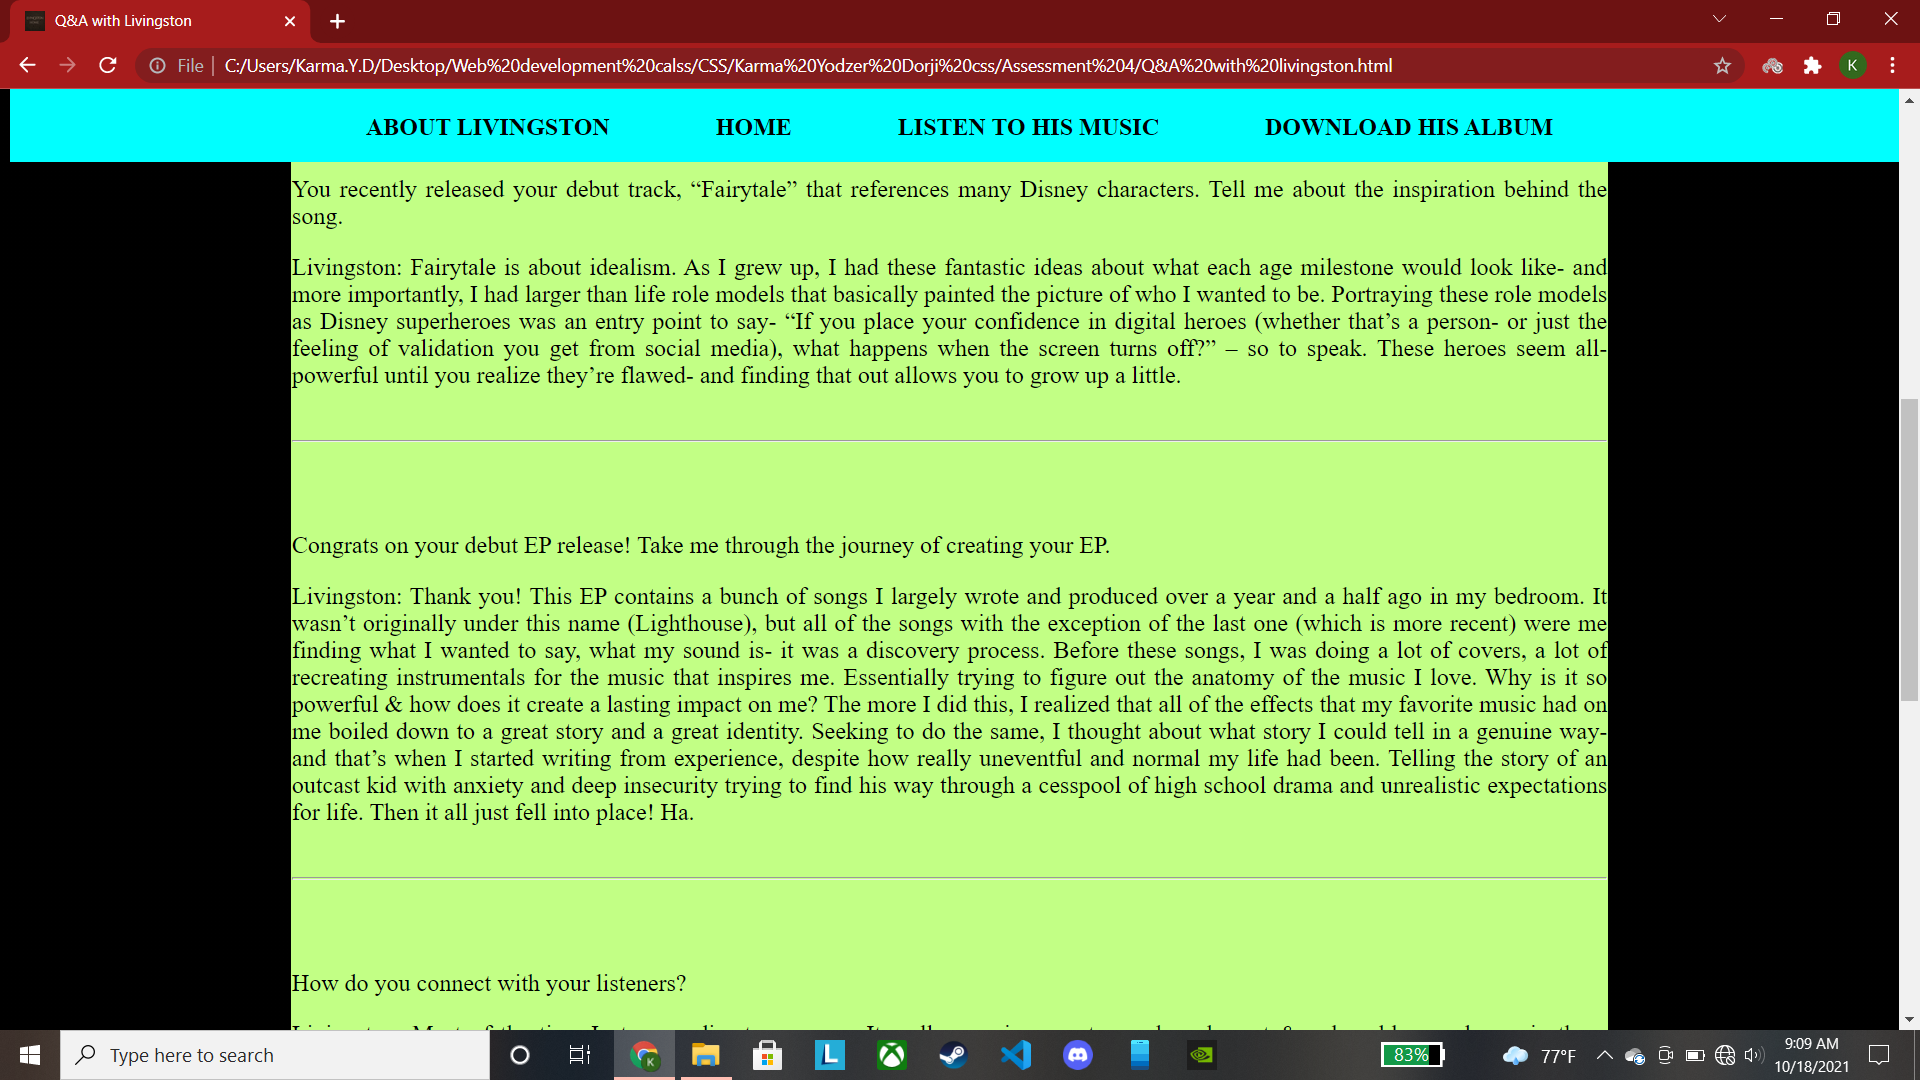 Q&A with Livingston
File
C:/Users/Karma.Y.D/Desktop/Web%20development%20calss/CSS/Karma%20Yodzer%20Dorji%20css/Assessment%204/Q&A%20with%20livingston.html
K
ABOUT LIVINGSTON HOME LISTEN TO HIS MUSIC DOWNLOAD HIS ALBUM
You recently released your debut track, “Fairytale” that references many Disney characters. Tell me about the inspiration behind the
song.
Livingston: Fairytale is about idealism. As I grew up, I had these fantastic ideas about what each age milestone would look like- and
more importantly, I had larger than life role models that basically painted the picture of who I wanted to be. Portraying these role models
as Disney superheroes was an entry point to say- “If you place your confidence in digital heroes (whether that’s a person- or just the
feeling of validation you get from social media), what happens when the screen turns off?” – so to speak. These heroes seem all-
powerful until you realize they’re flawed- and finding that out allows you to grow up a little.
Congrats on your debut EP release! Take me through the journey of creating your EP.
Livingston: Thank you! This EP contains a bunch of songs I largely wrote and produced over a year and a half ago in my bedroom. It
wasn’t originally under this name (Lighthouse), but all of the songs with the exception of the last one (which is more recent) were me
finding what I wanted to say, what my sound is- it was a discovery process. Before these songs, I was doing a lot of covers, a lot of
recreating instrumentals for the music that inspires me. Essentially trying to figure out the anatomy of the music I love. Why is it so
powerful & how does it create a lasting impact on me? The more I did this, I realized that all of the effects that my favorite music had on
me boiled down to a great story and a great identity. Seeking to do the same, I thought about what story I could tell in a genuine way-
and that’s when I started writing from experience, despite how really uneventful and normal my life had been. Telling the story of an
outcast kid with anxiety and deep insecurity trying to find his way through a cesspool of high school drama and unrealistic expectations
for life. Then it all just fell into place! Ha.
How do you connect with your listeners?
Type here to search
83%
77°F
9:09 AM
10/18/2021